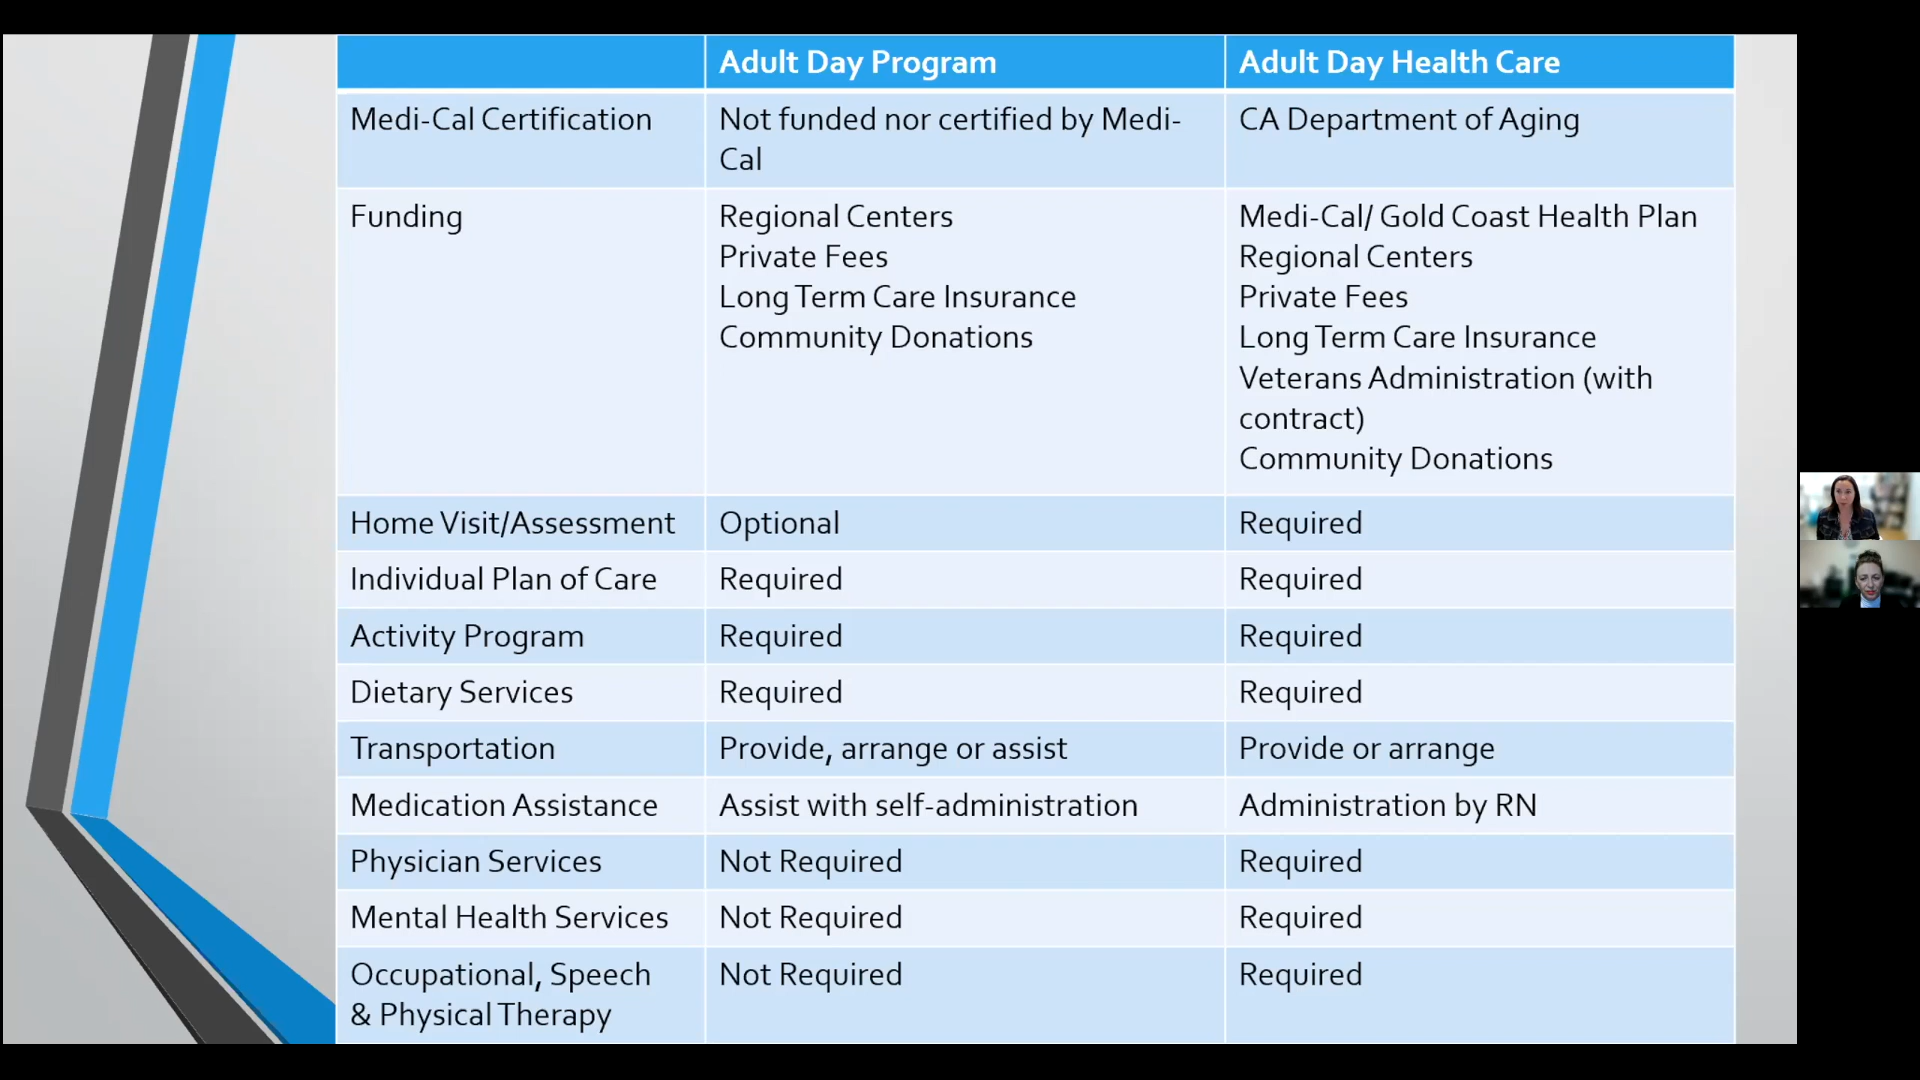 Adult Day Program Adult Day Health Care
Medi-Cal Certification Not funded nor certified by Medi- CA Department of Aging
Cal
Funding Regional Centers Medi-Cal/ Gold Coast Health Plan
Private Fees Regional Centers
Long Term Care Insurance Private Fees
Community Donations Long Term Care Insurance
Veterans Administration (with
contract)
Community Donations
Home Visit/Assessment Optional Required
Individual Plan of Care Required Required
Activity Program Required Required
Dietary Services Required Required
Transportation Provide, arrange or assist Provide or arrange
Medication Assistance Assist with self-administration Administration by RN
Physician Services Not Required Required
Mental Health Services Not Required Required
Occupational, Speech Not Required Required
& Physical Therapy